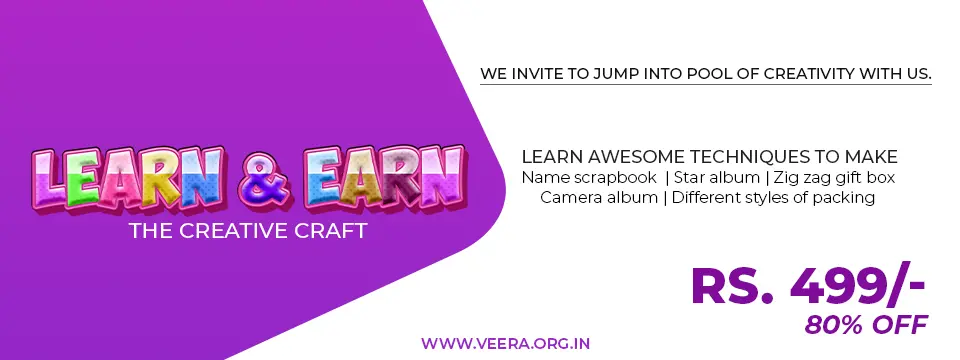 WE INVITE TO JUMP INTO POOL OF CREATIVITY WITH US.
LEARN & EARN
THE CREATIVE CRAFT
LEARN AWESOME TECHNIQUES TO MAKE
Name scrapbook | Star album | Zig zag gift box
Camera album | Different styles of packing
RS. 499/-
80% OFF
WWW.VEERA.ORG.IN